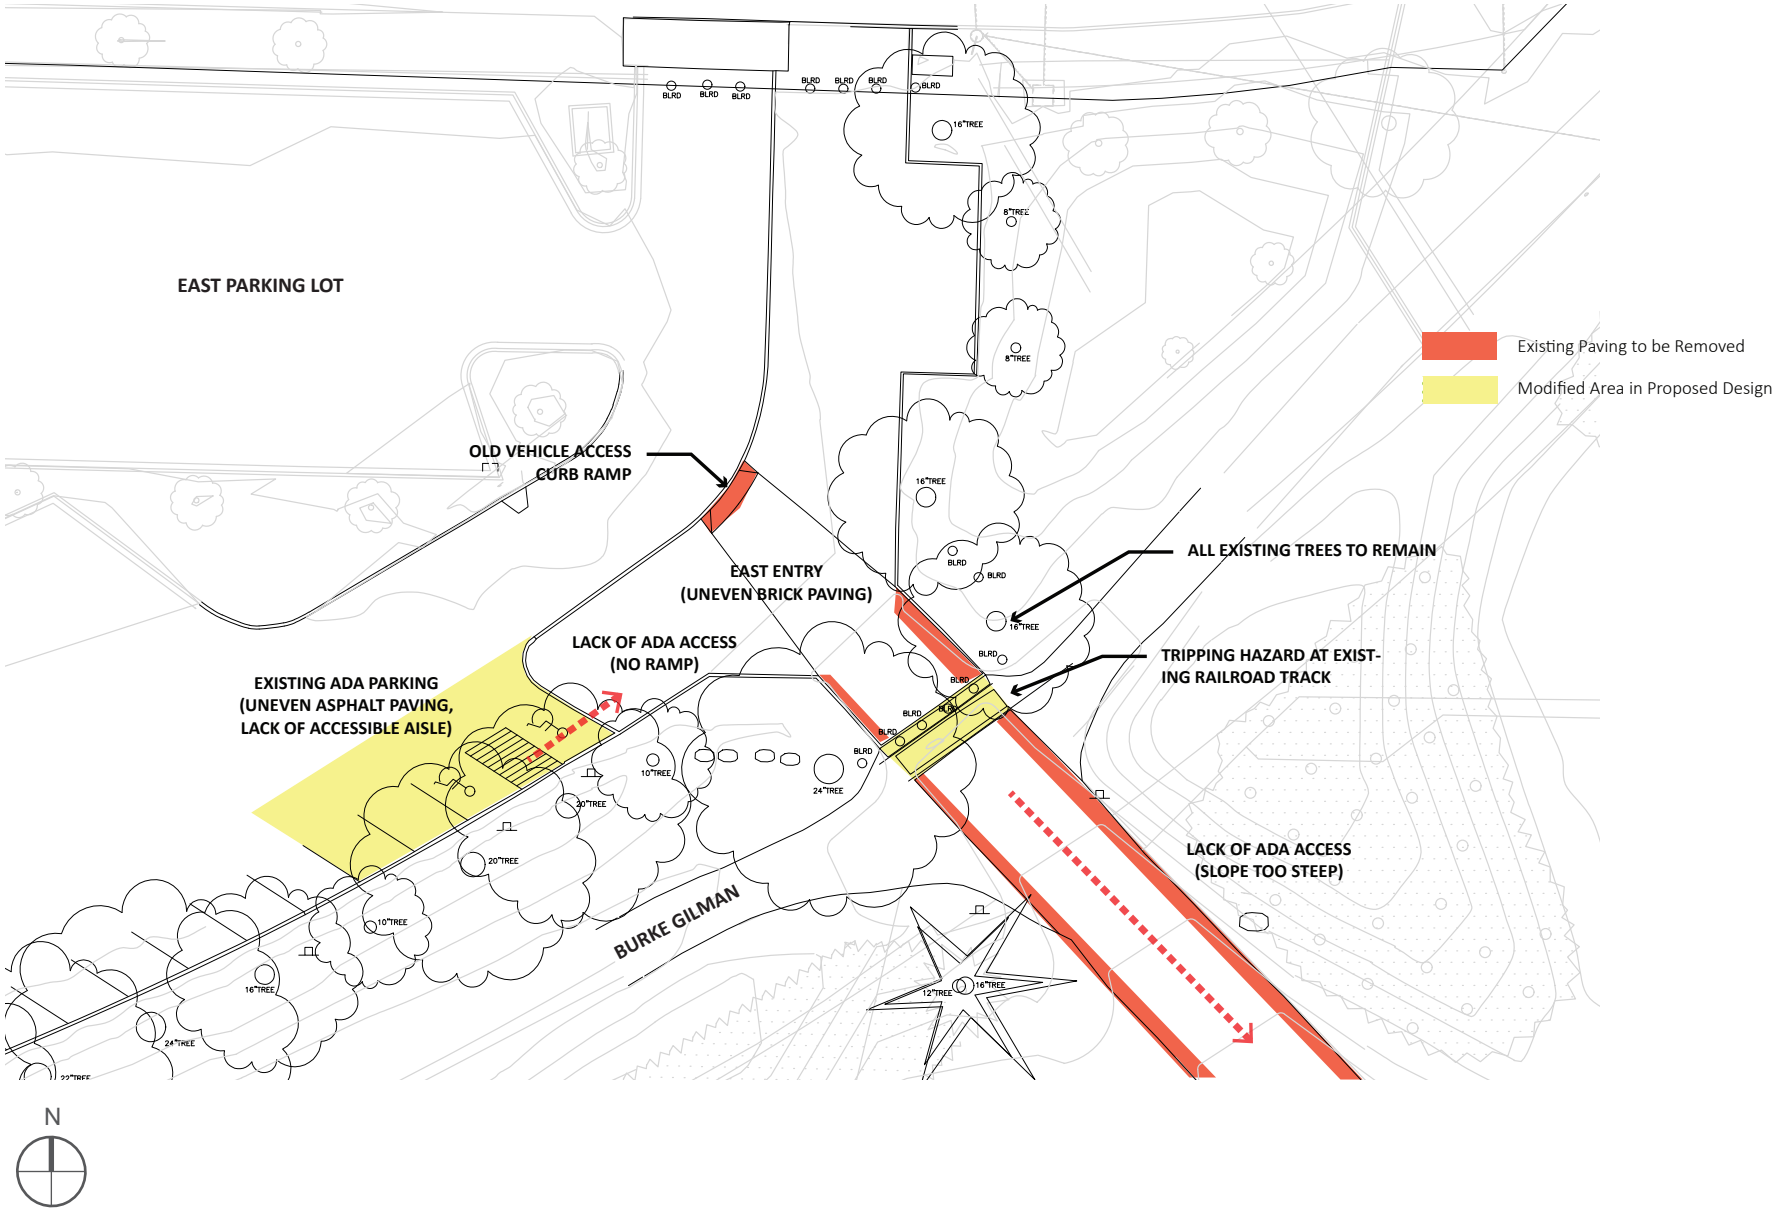 BLRD
BLRD
BLRD
BLRD
BLRD
BLRD
BLRD
16"TREE
8"TREE
EAST PARKING LOT
8"TREE
Existing Paving to be Removed
Modified Area in Proposed Design
OLD VEHICLE ACCESS
CURB RAMP
16"TREE
ALL EXISTING TREES TO REMAIN
BLRD
BLRD
EAST ENTRY
(UNEVEN BRICK PAVING)
16"TREE
LACK OF ADA ACCESS
(NO RAMP)
BLRD
TRIPPING HAZARD AT EXIST-
ING RAILROAD TRACK
EXISTING ADA PARKING
(UNEVEN ASPHALT PAVING,
LACK OF ACCESSIBLE AISLE)
BLRD
BLRD
BLRD
BLRD
BLRD
10"TREE
24"TREE
20"TREE
20"TREE
LACK OF ADA ACCESS
(SLOPE TOO STEEP)
BURKE GILMAN
10"TREE
16"TREE
12"TREE
16"TREE
24"TREE
22"TREE
N